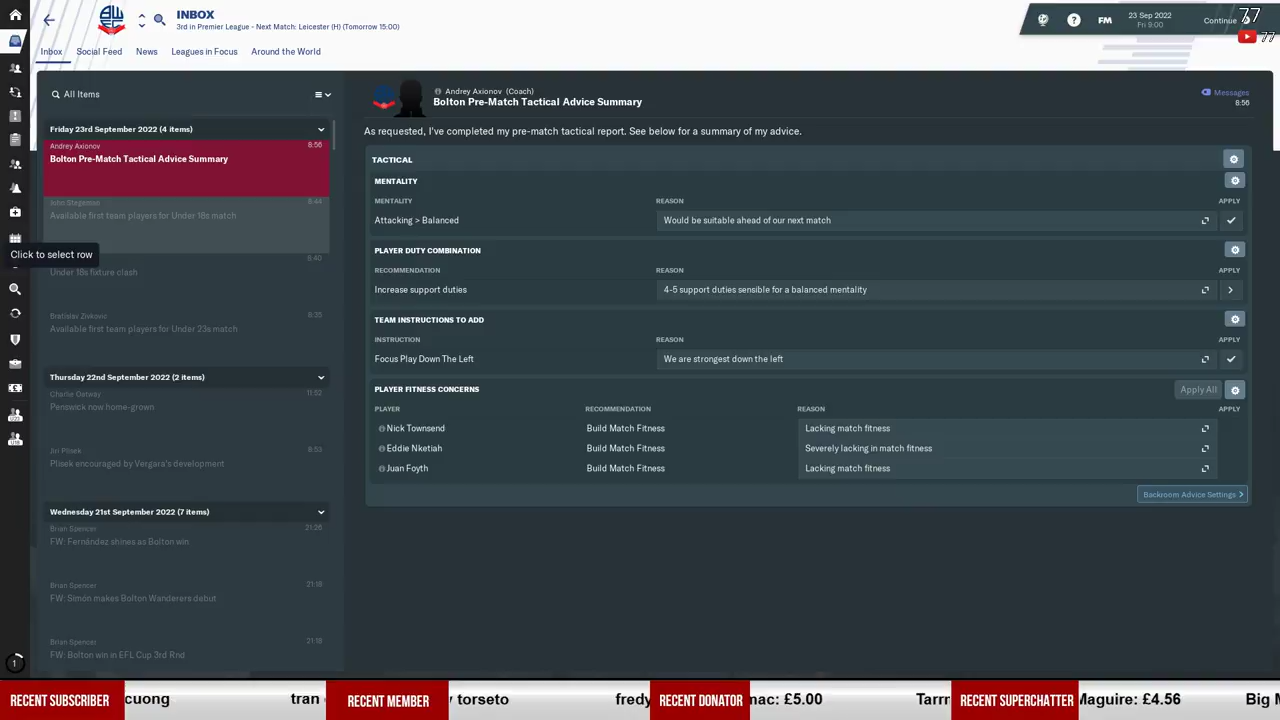 INBOX
3rd in Premier League - Next Match: Leicester (H) (Tomorrow 15:00)
FM
23 Sep 2022
Fri 9:00
Continue
77
77
Inbox
Social Feed
News
Leagues in Focus
Around the World
All Items
Friday 23rd September 2022 (4 items)
Andrey Axionov 8:56
Bolton Pre-Match Tactical Advice Summary
John Stegeman 8:44
Available first team players for Under 18s match
Click to select row
8:40
Under 18s fixture clash
Bratislav Zivkovic 8:35
Available first team players for Under 23s match
Thursday 22nd September 2022 (2 items)
Charlie Oatway 11:52
Penswick now home-grown
Jiri Plisek 8:53
Plisek encouraged by Vergara's development
Wednesday 21st September 2022 (7 items)
Brian Spencer 21:26
FW: Fernández shines as Bolton win
Brian Spencer 21:18
FW: Simón makes Bolton Wanderers debut
Brian Spencer 21:18
FW: Bolton win in EFL Cup 3rd Rnd
1
Andrey Axionov (Coach)
Bolton Pre-Match Tactical Advice Summary
Messages
8:56
As requested, I've completed my pre-match tactical report. See below for a summary of my advice.
TACTICAL
MENTALITY
MENTALITY REASON APPLY
Attacking > Balanced Would be suitable ahead of our next match
PLAYER DUTY COMBINATION
RECOMMENDATION REASON APPLY
Increase support duties 4-5 support duties sensible for a balanced mentality
TEAM INSTRUCTIONS TO ADD
INSTRUCTION REASON APPLY
Focus Play Down The Left We are strongest down the left
PLAYER FITNESS CONCERNS Apply All
PLAYER RECOMMENDATION REASON APPLY
Nick Townsend Build Match Fitness Lacking match fitness
Eddie Nketiah Build Match Fitness Severely lacking in match fitness
Juan Foyth Build Match Fitness Lacking match fitness
Backroom Advice Settings
RECENT SUBSCRIBER cuong tran RECENT MEMBER torseto fredy RECENT DONATOR mac: £5.00 Tarrn RECENT SUPERCHATTER Maguire: £4.56 Big M